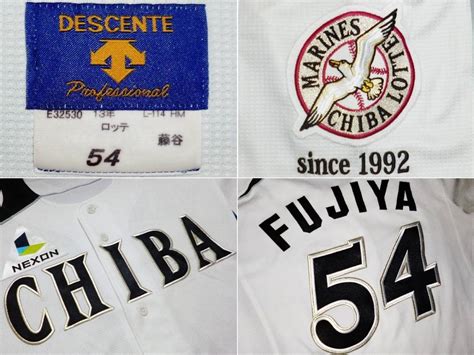 DESCENTE
Professional
E32530 13年 L-114 HM
ロッテ 藤谷
54
MARINES
CHIBA LOTTE
since 1992
NEXON
CHIBA
FUJIYA
54